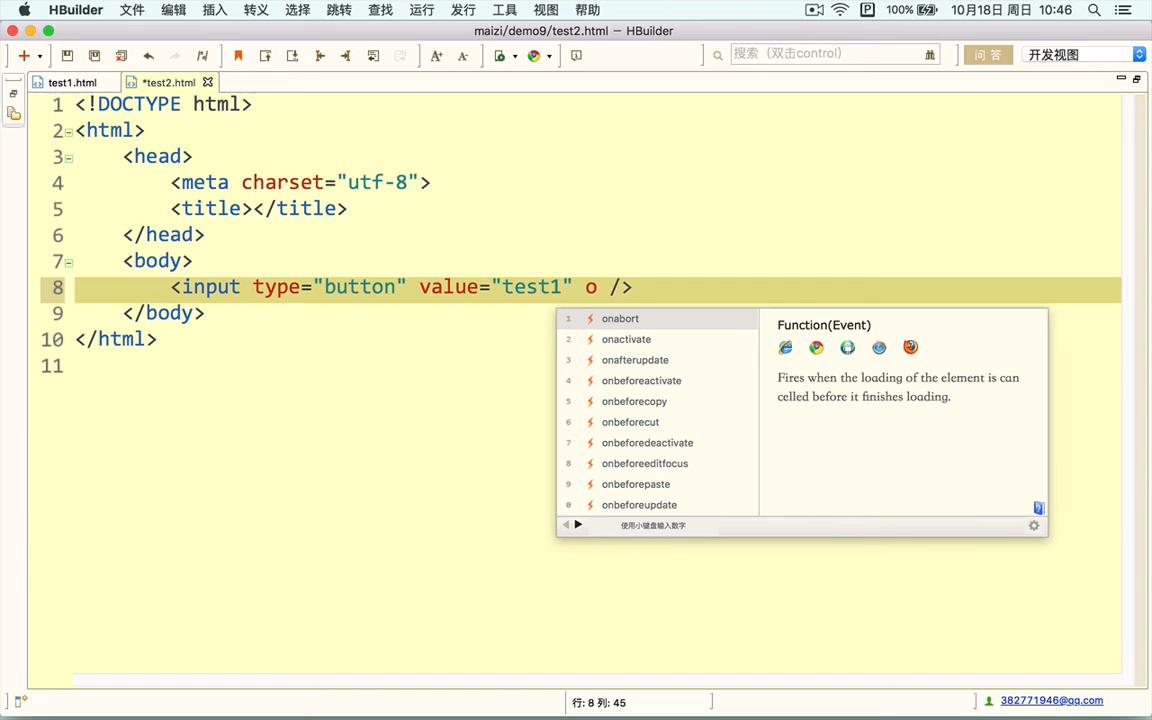 HBuilder 文件 编辑 插入 转义 选择 跳转 查找 运行 发行 工具 视图 帮助 100% 10月18日 周日 10:46
maizi/demo9/test2.html — HBuilder
搜索（双击control） 问 答 开发视图
test1.html *test2.html
1 <!DOCTYPE html>
2 <html>
3 <head>
4 <meta charset="utf-8">
5 <title></title>
6 </head>
7 <body>
8 <input type="button" value="test1" o />
9 </body>
10 </html>
11
1 onabort
2 onactivate
3 onafterupdate
4 onbeforeactivate
5 onbeforecopy
6 onbeforecut
7 onbeforedeactivate
8 onbeforeeditfocus
9 onbeforepaste
0 onbeforeupdate
使用小键盘输入数字
Function(Event)
Fires when the loading of the element is can
celled before it finishes loading.
行: 8 列: 45
382771946@qq.com